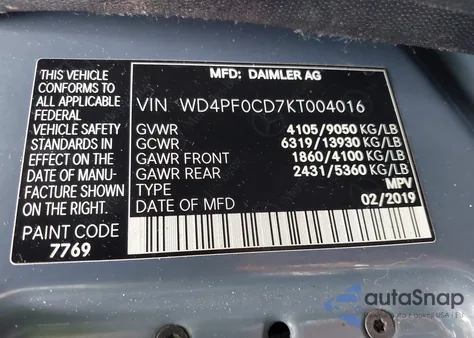 MFD: DAIMLER AG
THIS VEHICLE
CONFORMS TO
ALL APPLICABLE
U.S. FEDERAL MOTOR
VEHICLE SAFETY
STANDARDS IN
EFFECT ON THE
DATE OF MANU-
FACTURE SHOWN
ON THE RIGHT.
PAINT CODE
7769
VIN WD4PF0CD7KT004016
GVWR 4105/9050 KG/LB
GCWR 6319/13930 KG/LB
GAWR FRONT 1860/4100 KG/LB
GAWR REAR 2431/5360 KG/LB
TYPE MPV
DATE OF MFD 02/2019
autoSnap